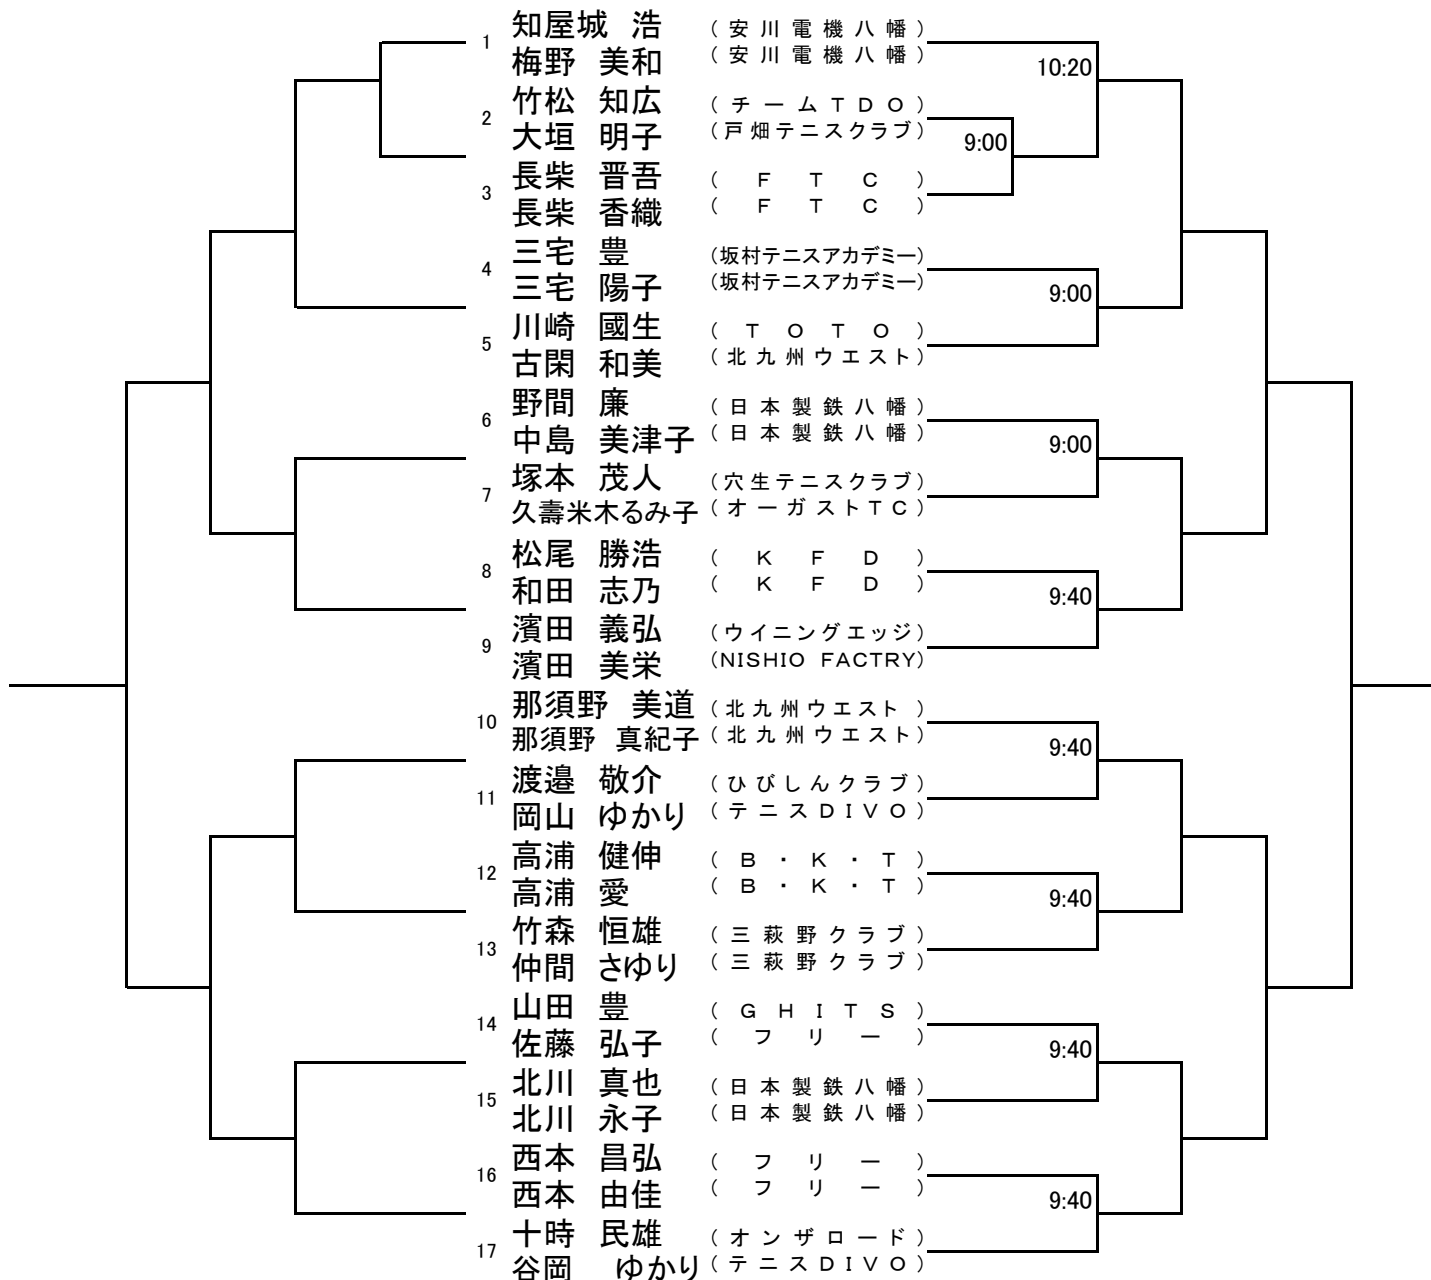 1 知屋城 浩 (安川電機八幡)
梅野 美和 (安川電機八幡)
10:20
2 竹松 知広 (チームTDO)
大垣 明子 (戸畑テニスクラブ)
9:00
3 長柴 晋吾 (FTC)
長柴 香織 (FTC)
4 三宅 豊 (坂村テニスアカデミー)
三宅 陽子 (坂村テニスアカデミー)
9:00
5 川崎 國生 (TOTO)
古閑 和美 (北九州ウエスト)
6 野間 廉 (日本製鉄八幡)
中島 美津子 (日本製鉄八幡)
9:00
7 塚本 茂人 (穴生テニスクラブ)
久壽米木るみ子 (オーガストTC)
8 松尾 勝浩 (KFD)
和田 志乃 (KFD)
9:40
9 濱田 義弘 (ウイニングエッジ)
濱田 美栄 (NISHIO FACTRY)
10 那須野 美道 (北九州ウエスト)
那須野 真紀子 (北九州ウエスト)
9:40
11 渡邉 敬介 (ひびしんクラブ)
岡山 ゆかり (テニスDIVO)
12 高浦 健伸 (B・K・T)
高浦 愛 (B・K・T)
9:40
13 竹森 恒雄 (三萩野クラブ)
仲間 さゆり (三萩野クラブ)
14 山田 豊 (GHITS)
佐藤 弘子 (フリー)
9:40
15 北川 真也 (日本製鉄八幡)
北川 永子 (日本製鉄八幡)
16 西本 昌弘 (フリー)
西本 由佳 (フリー)
9:40
17 十時 民雄 (オンザロード)
谷岡 ゆかり (テニスDIVO)